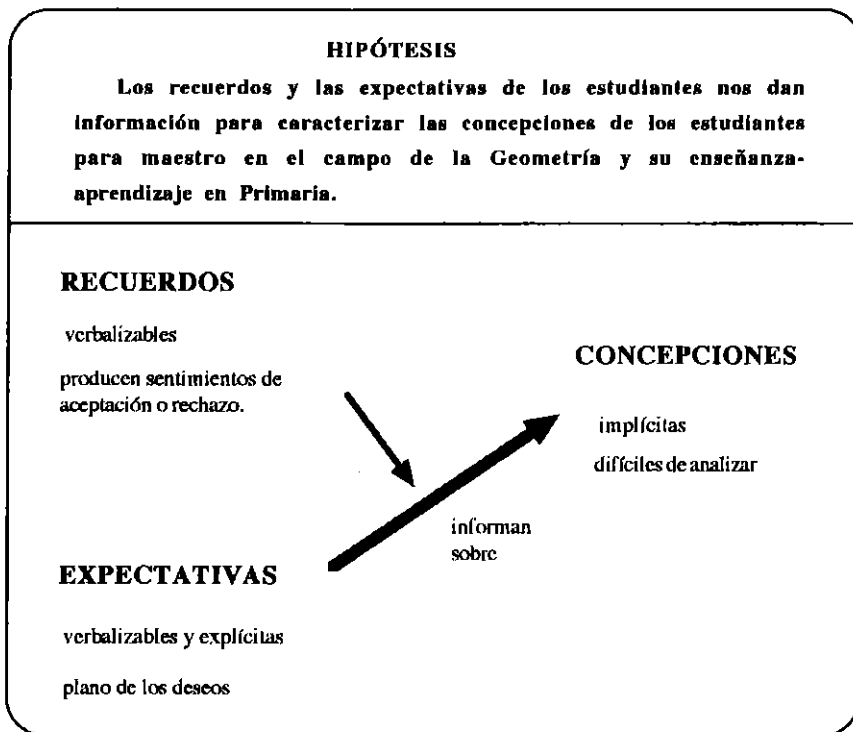 HIPÓTESIS
Los recuerdos y las expectativas de los estudiantes nos dan
información para caracterizar las concepciones de los estudiantes
para maestro en el campo de la Geometría y su enseñanza-
aprendizaje en Primaria.
RECUERDOS
verbalizables
producen sentimientos de
aceptación o rechazo.
CONCEPCIONES
implícitas
difíciles de analizar
informan
sobre
EXPECTATIVAS
verbalizables y explícitas
plano de los deseos